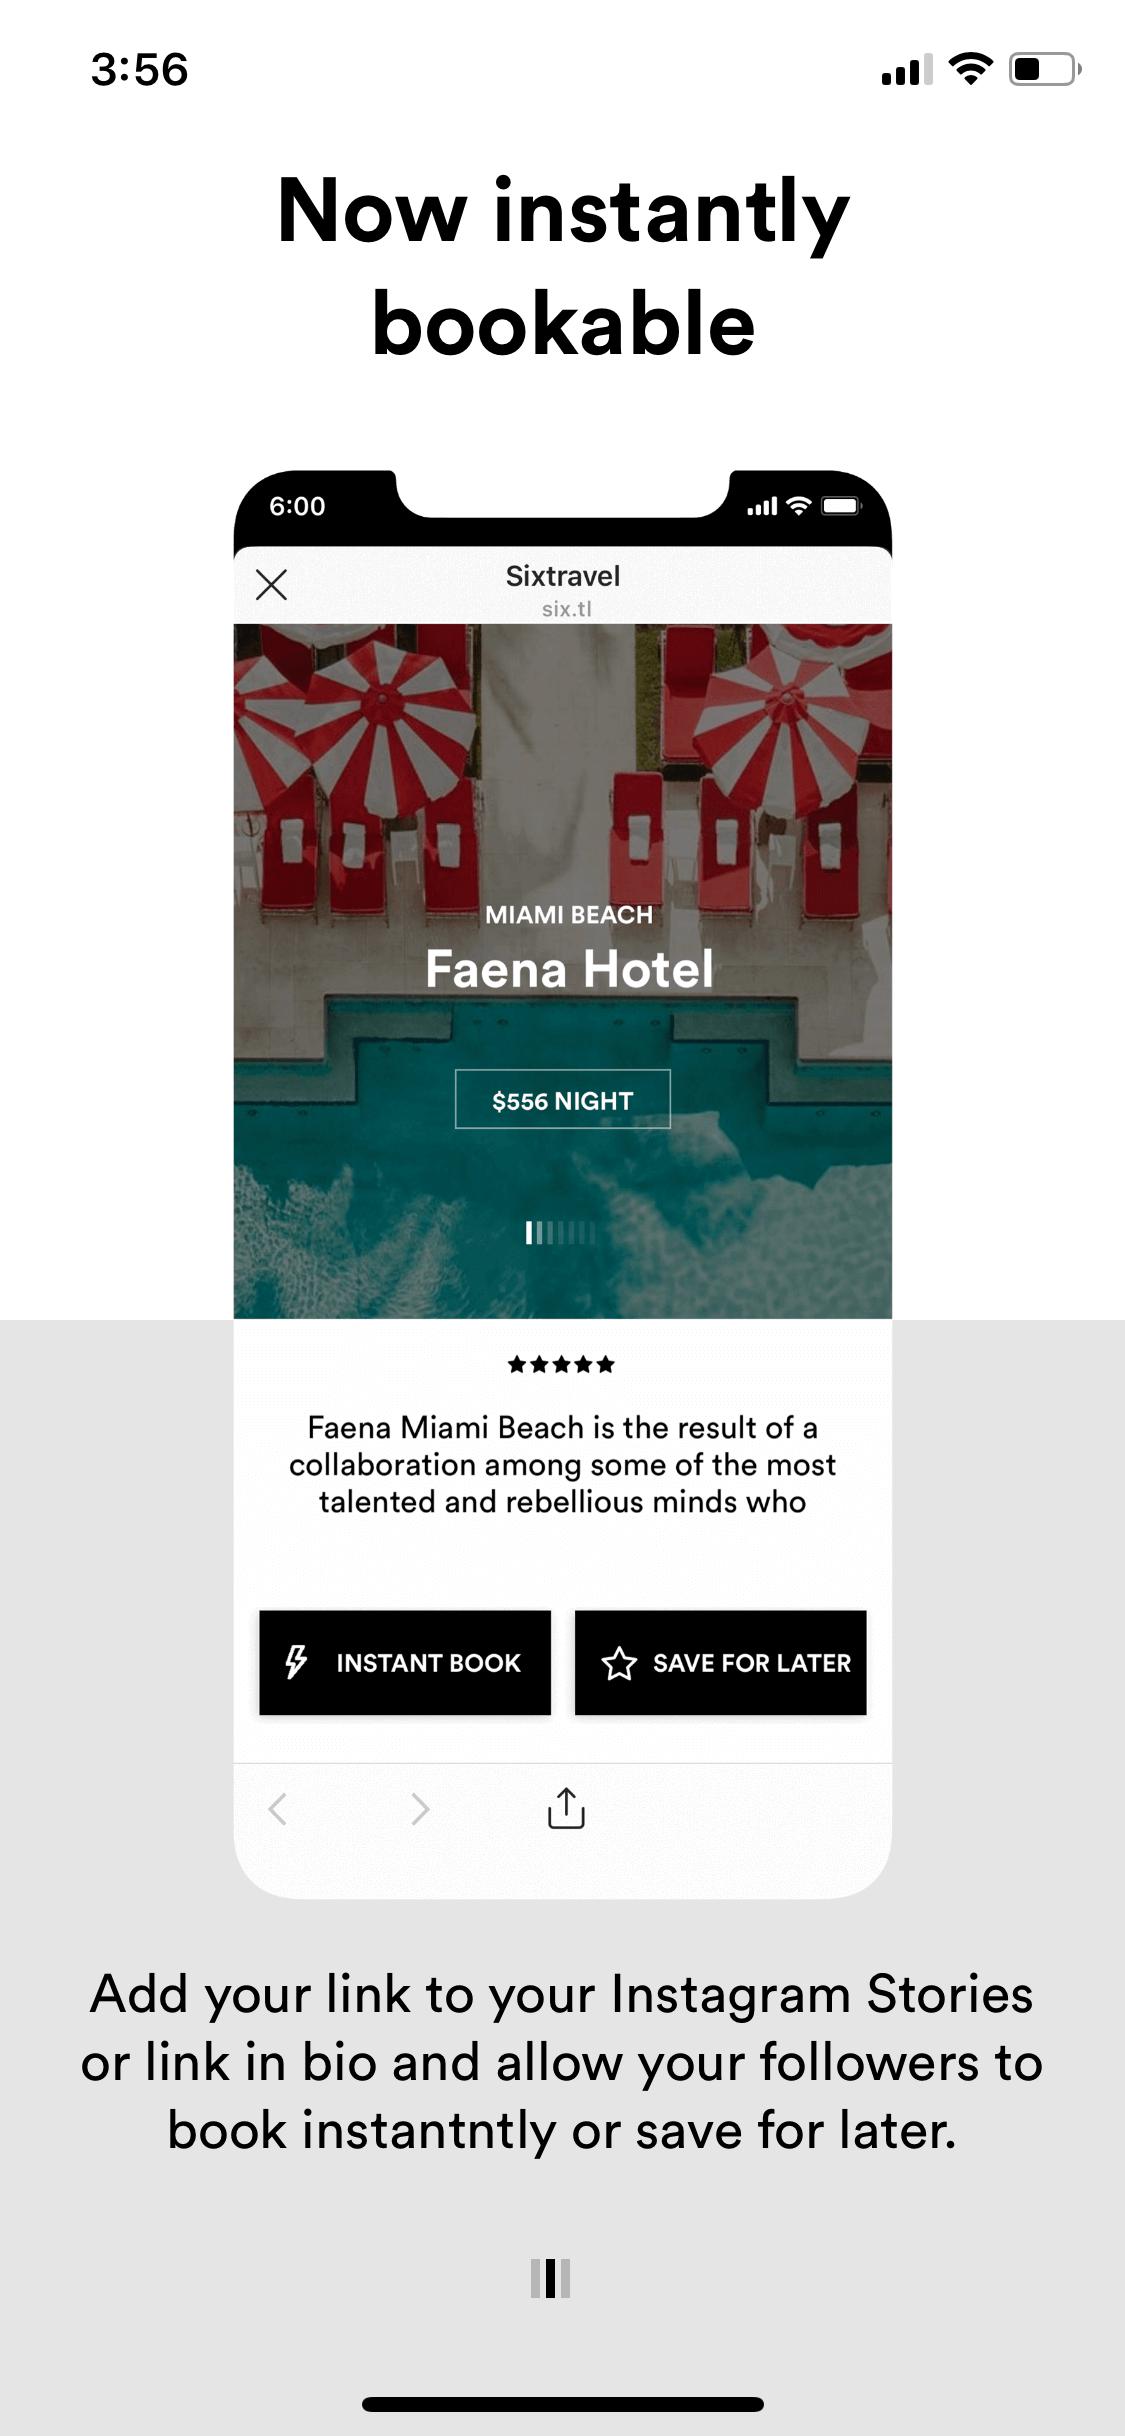 3:56
Now instantly
bookable
6:00
Sixtravel
six.tl
MIAMI BEACH
Faena Hotel
$556 NIGHT
Faena Miami Beach is the result of a
collaboration among some of the most
talented and rebellious minds who
INSTANT BOOK
SAVE FOR LATER
Add your link to your Instagram Stories
or link in bio and allow your followers to
book instantntly or save for later.